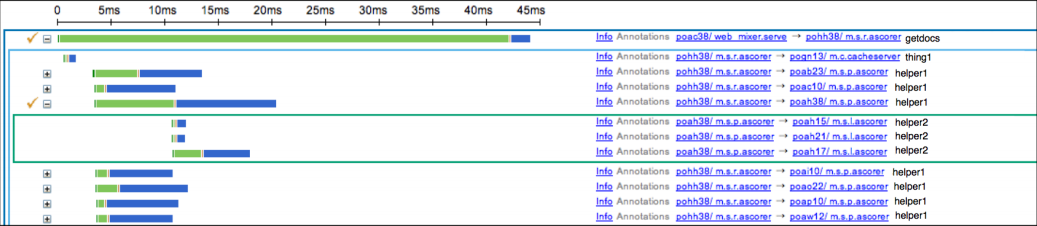 0 5ms 10ms 15ms 20ms 25ms 30ms 35ms 40ms 45ms
Info Annotations poac38/ web_mixer.serve → pohh38/ m.s.r.ascorer getdocs
Info Annotations pohh38/ m.s.r.ascorer → pogn13/ m.c.cacheserver thing1
Info Annotations pohh38/ m.s.r.ascorer → poab23/ m.s.p.ascorer helper1
Info Annotations pohh38/ m.s.r.ascorer → poac10/ m.s.p.ascorer helper1
Info Annotations pohh38/ m.s.r.ascorer → poah38/ m.s.p.ascorer helper1
Info Annotations poah38/ m.s.p.ascorer → poah15/ m.s.l.ascorer helper2
Info Annotations poah38/ m.s.p.ascorer → poah21/ m.s.l.ascorer helper2
Info Annotations poah38/ m.s.p.ascorer → poah17/ m.s.l.ascorer helper2
Info Annotations pohh38/ m.s.r.ascorer → poai10/ m.s.p.ascorer helper1
Info Annotations pohh38/ m.s.r.ascorer → poao22/ m.s.p.ascorer helper1
Info Annotations pohh38/ m.s.r.ascorer → poap10/ m.s.p.ascorer helper1
Info Annotations pohh38/ m.s.r.ascorer → poaw12/ m.s.p.ascorer helper1